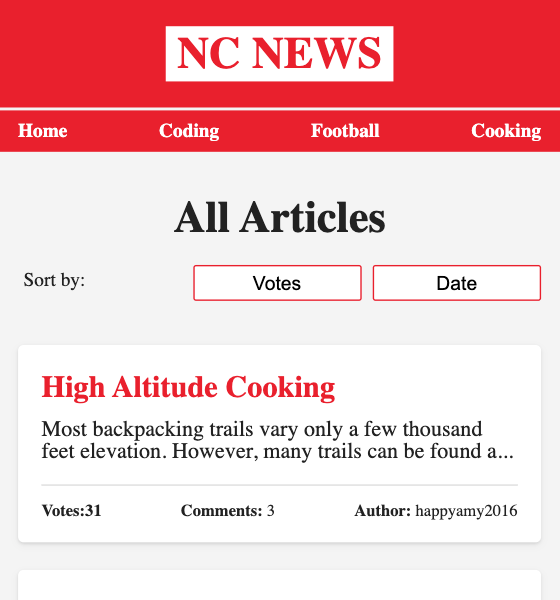 NC NEWS
Home Coding Football Cooking
All Articles
Sort by: Votes Date
High Altitude Cooking
Most backpacking trails vary only a few thousand
feet elevation. However, many trails can be found a...
Votes:31 Comments: 3 Author: happyamy2016